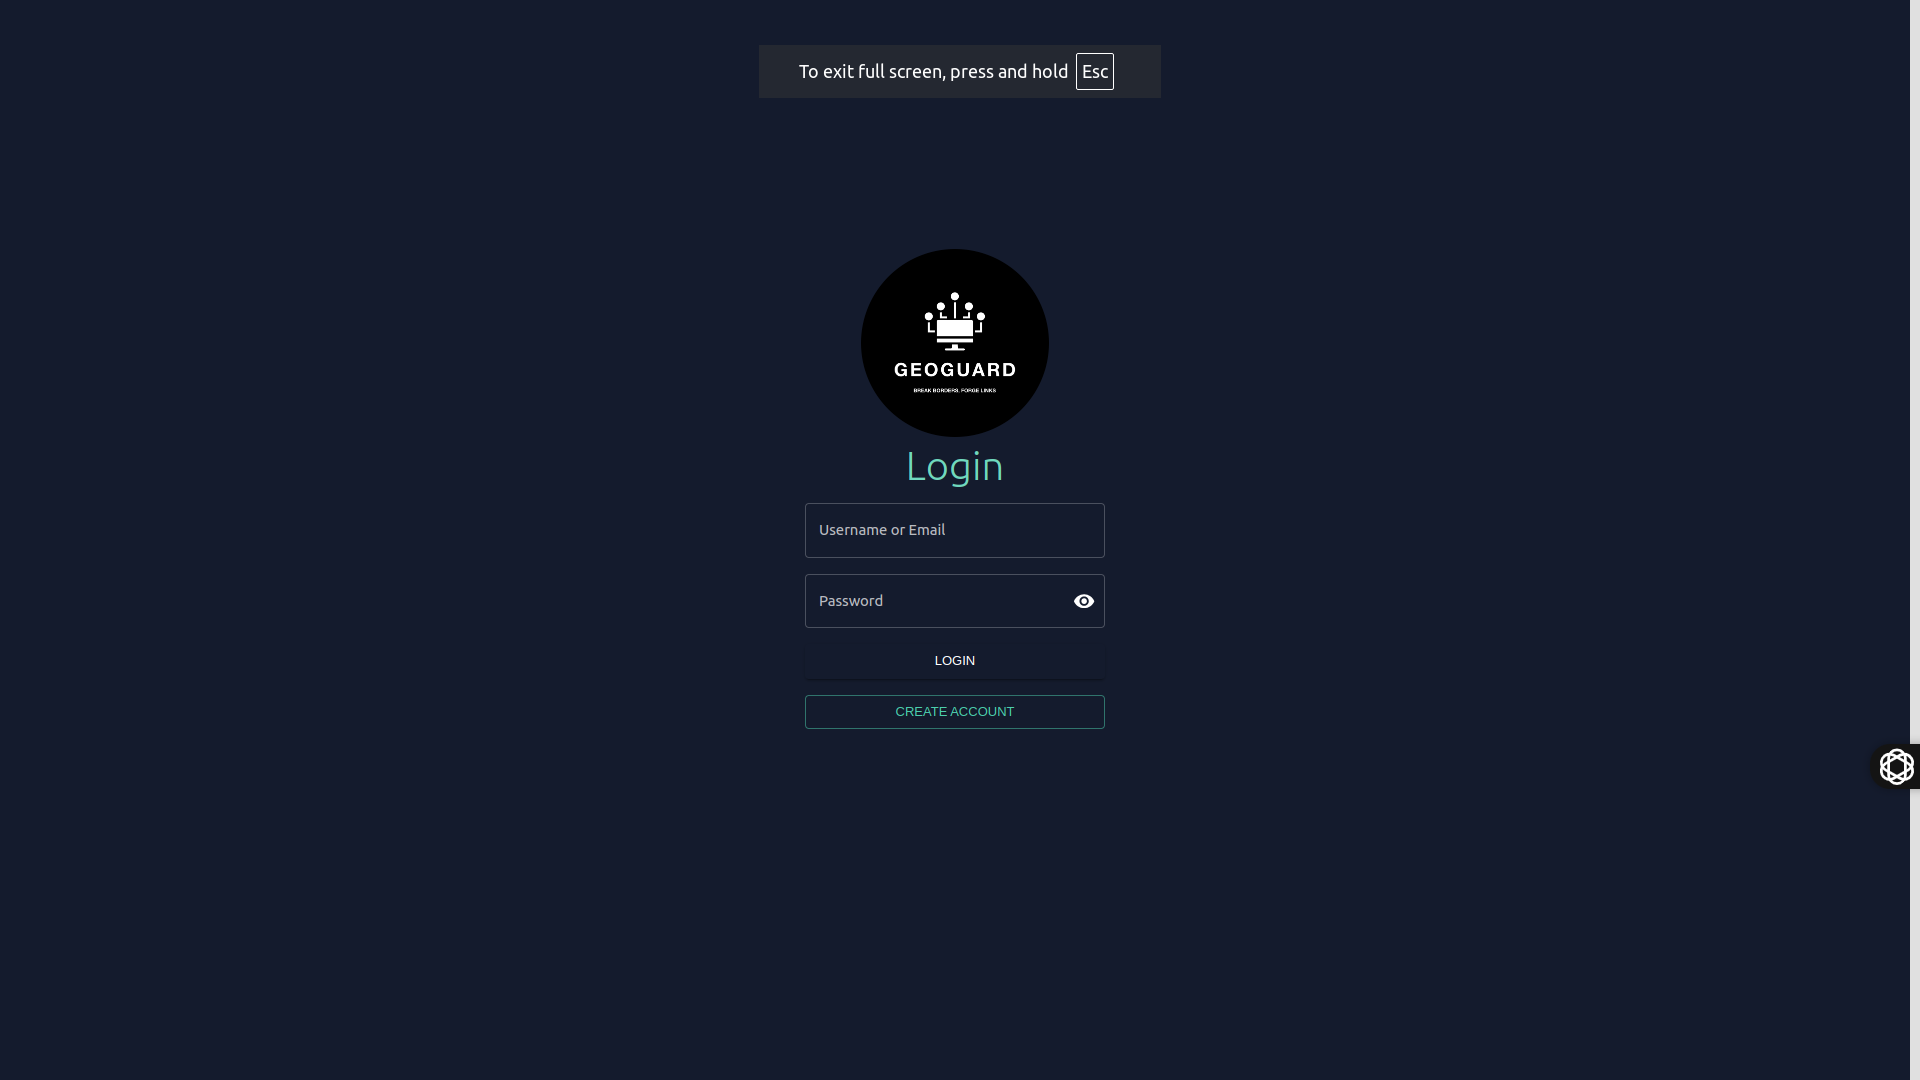 To exit full screen, press and hold Esc
GEOGUARD
BREAK BORDERS, FORGE LINKS
Login
Username or Email
Password
LOGIN
CREATE ACCOUNT